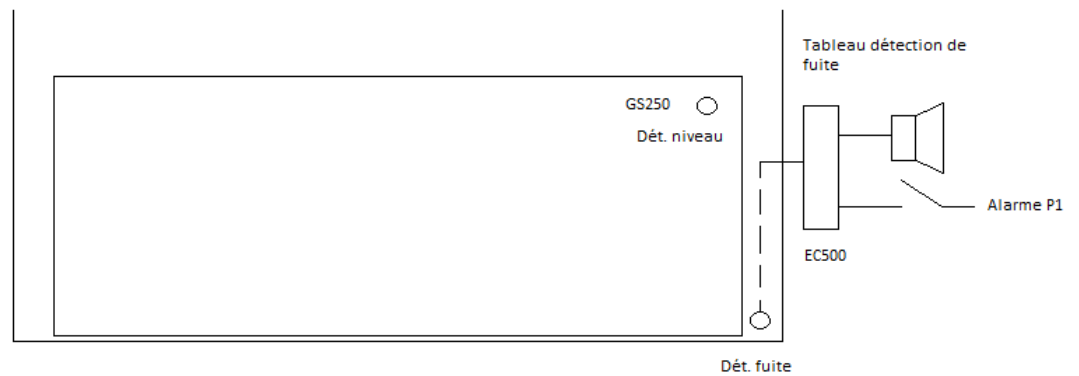 Tableau détection de
fuite
GS250
Dét. niveau
Alarme P1
EC500
Dét. fuite